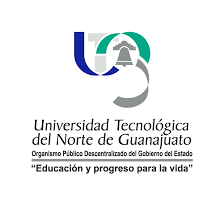 Universidad Tecnológica
del Norte de Guanajuato
Organismo Público Descentralizado del Gobierno del Estado
"Educación y progreso para la vida"